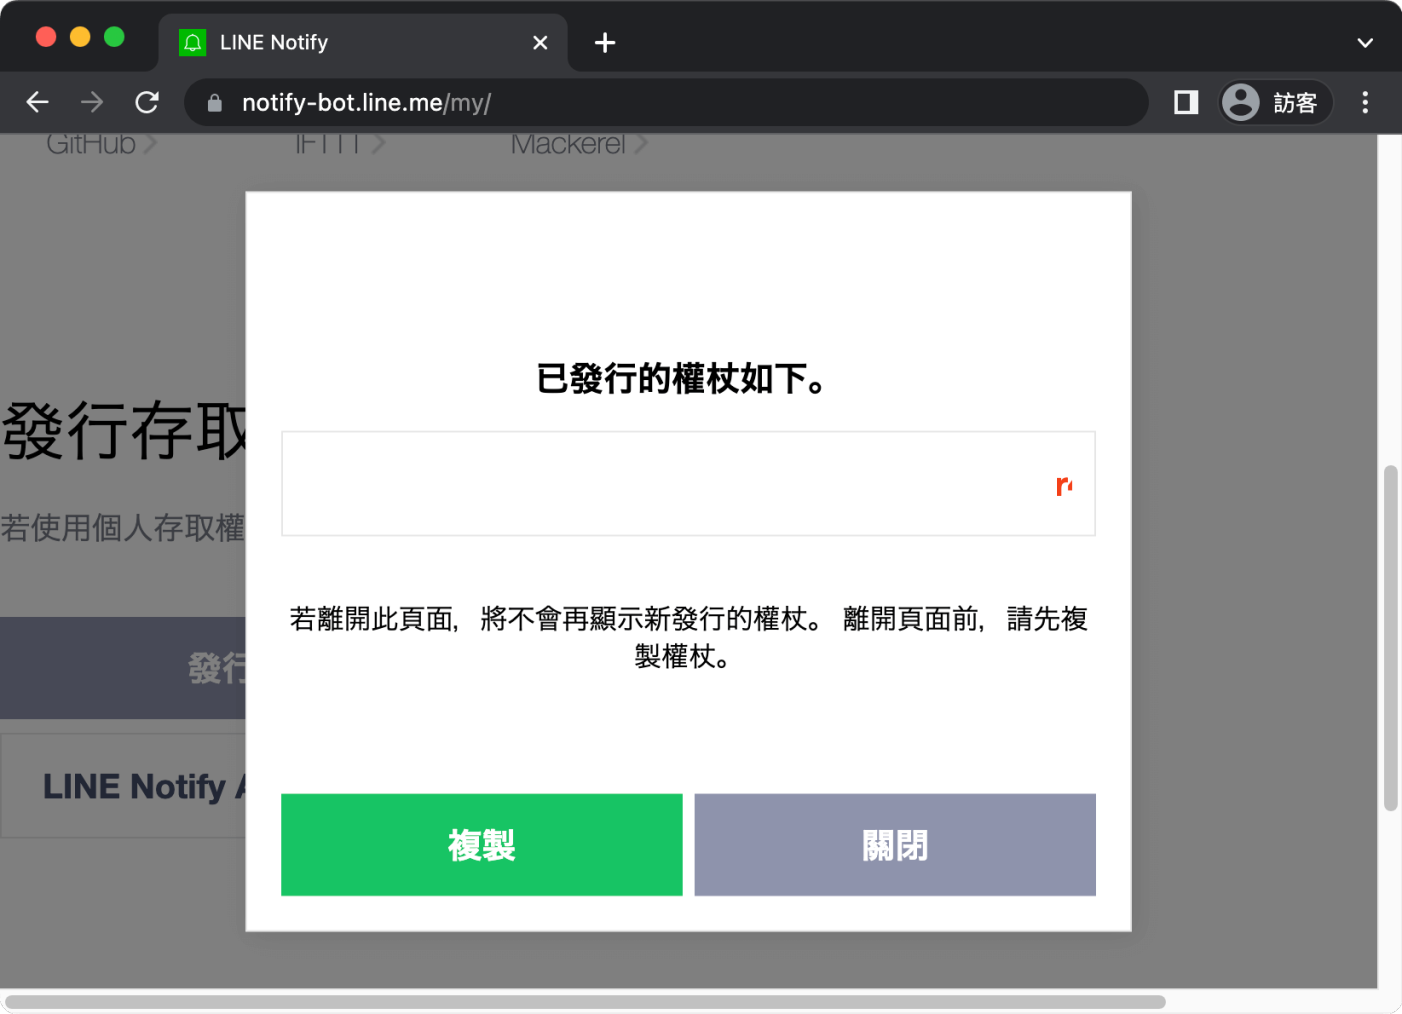 LINE Notify
notify-bot.line.me/my/
訪客
GitHub
IFTTT
Mackerel
已發行的權杖如下。
發行存取
若使用個人存取權
若離開此頁面，將不會再顯示新發行的權杖。 離開頁面前，請先複
製權杖。
發行
LINE Notify A
複製
關閉